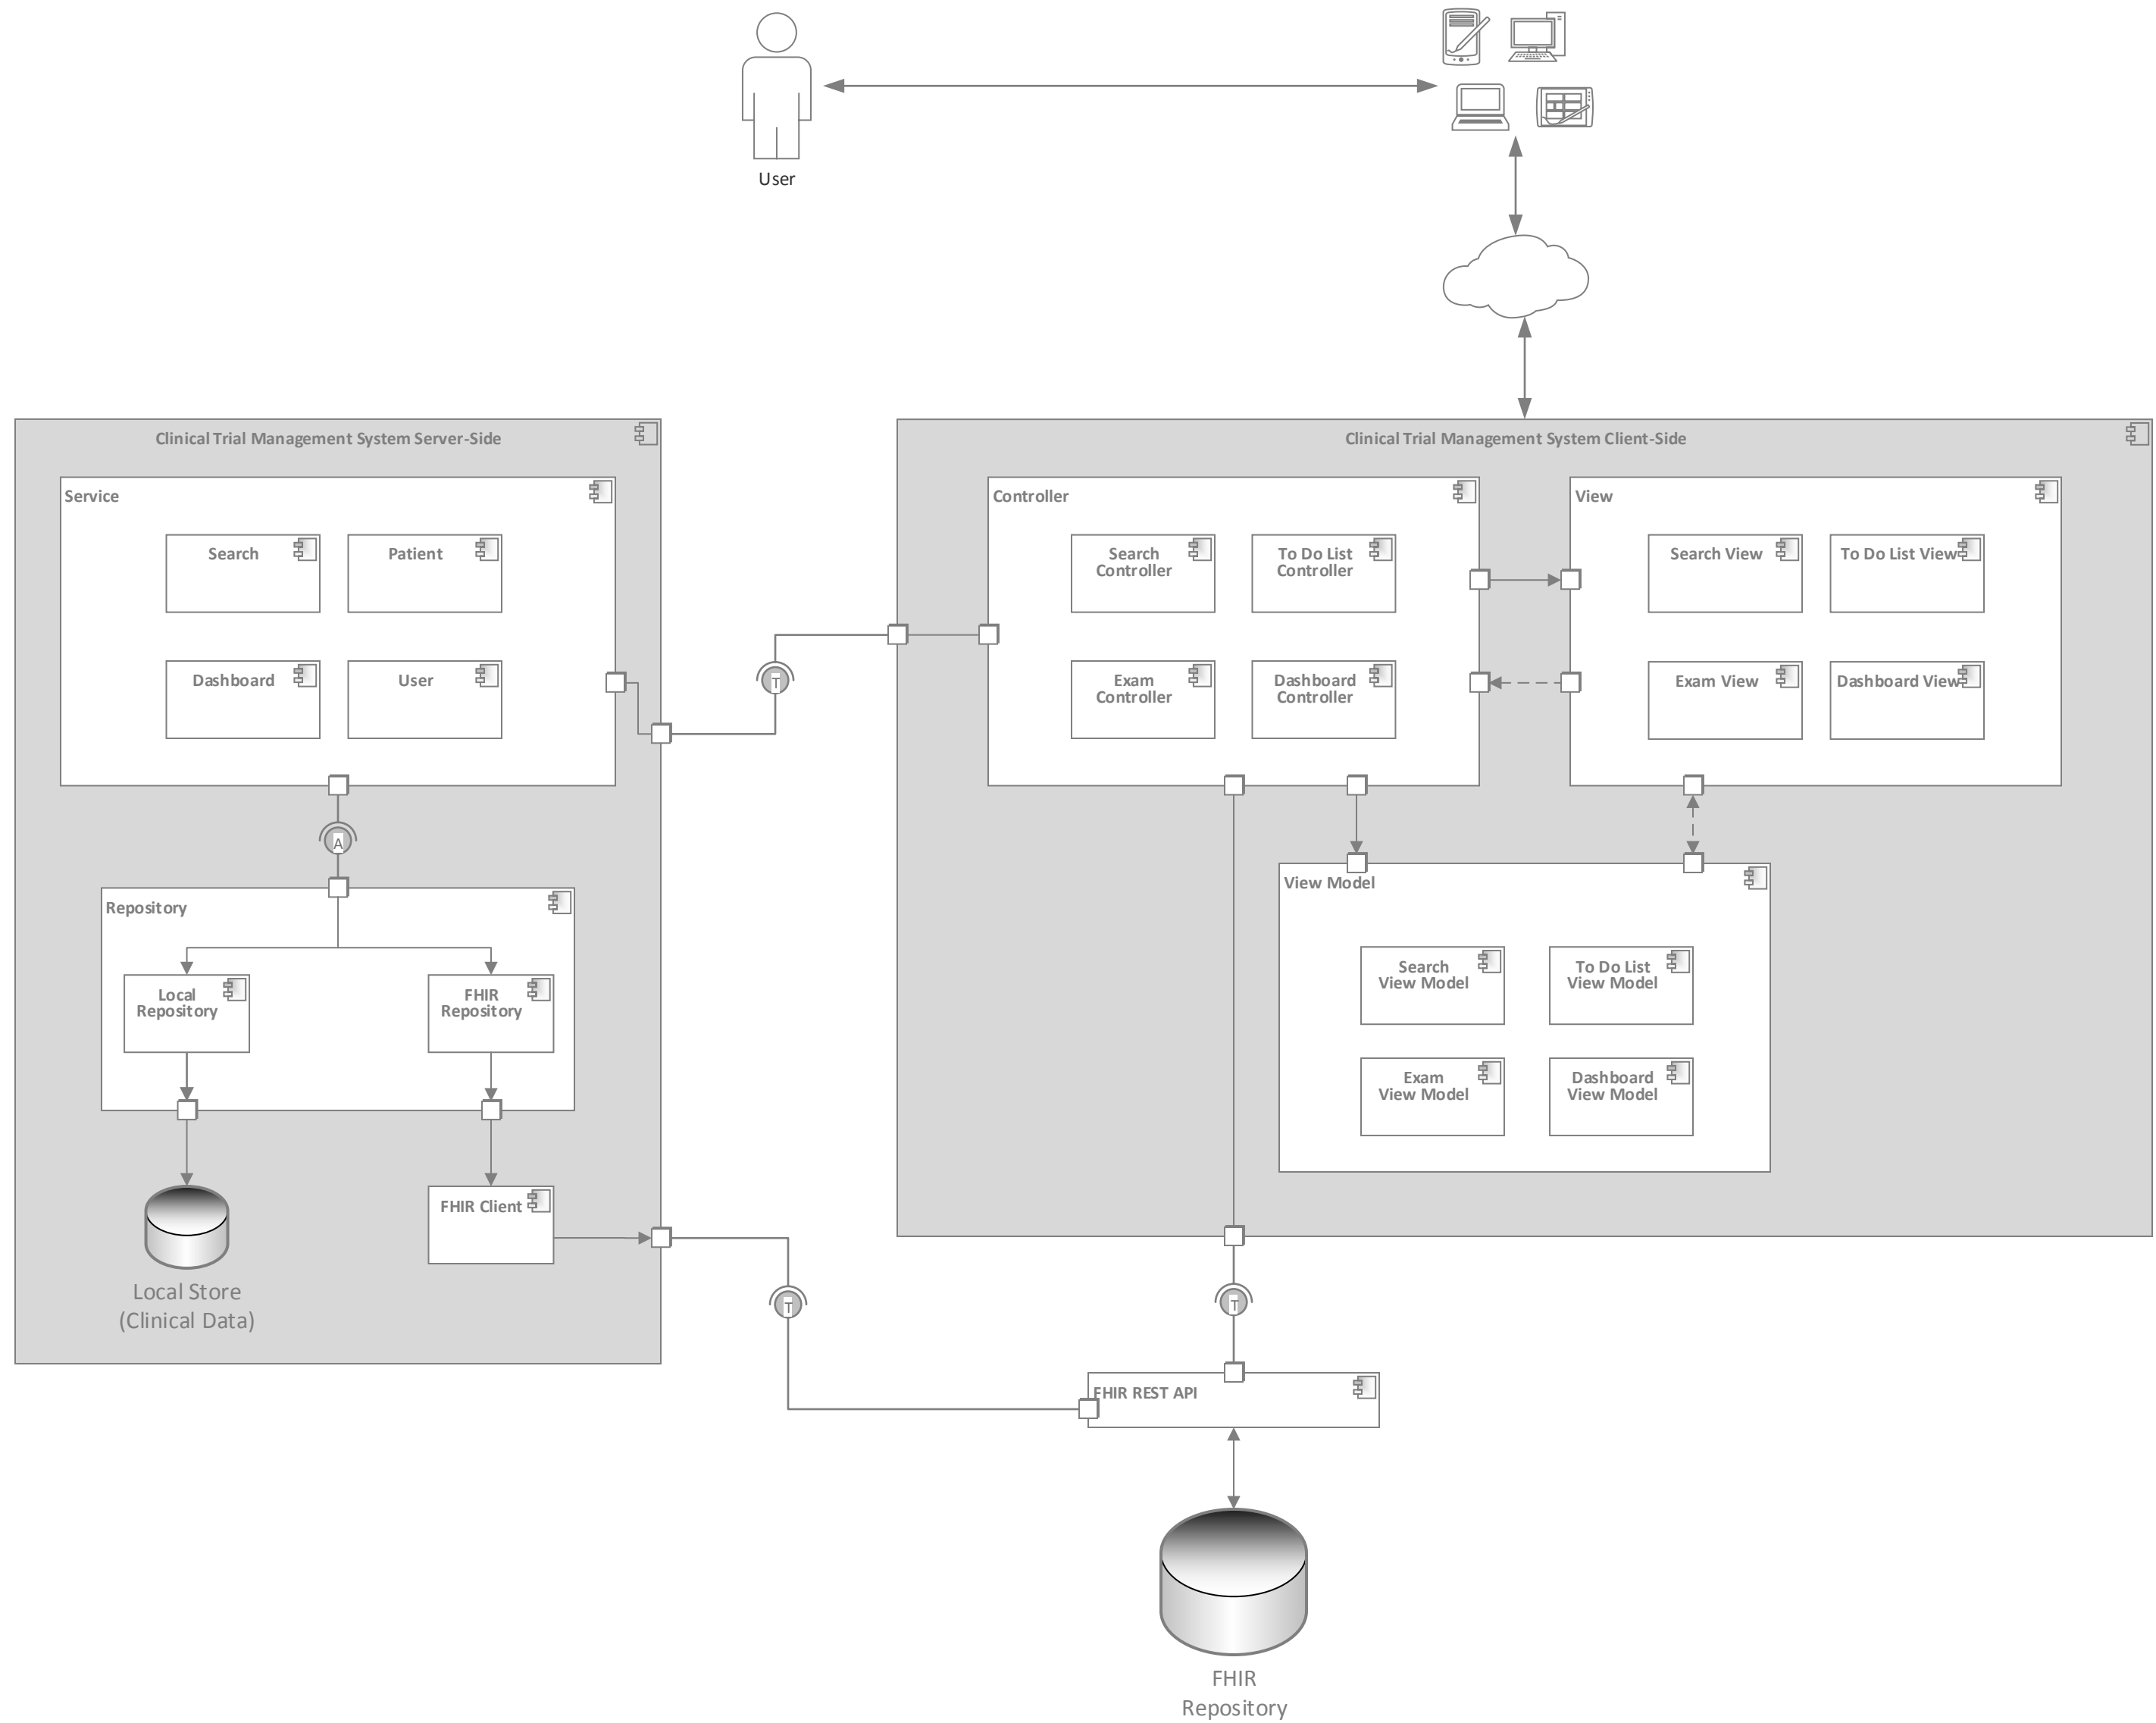 User
Clinical Trial Management System Server-Side
Service
Search
Patient
Dashboard
User
A
Repository
Local
Repository
FHIR
Repository
FHIR Client
Local Store
(Clinical Data)
T
T
Clinical Trial Management System Client-Side
Controller
Search
Controller
To Do List
Controller
Exam
Controller
Dashboard
Controller
View
Search View
To Do List View
Exam View
Dashboard View
View Model
Search
View Model
To Do List
View Model
Exam
View Model
Dashboard
View Model
T
FHIR REST API
FHIR
Repository